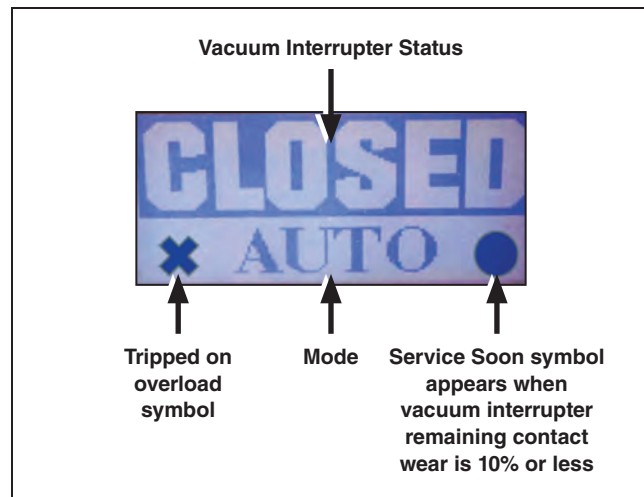 Vacuum Interrupter Status
CLOSED
AUTO
Tripped on
overload
symbol
Mode
Service Soon symbol
appears when
vacuum interrupter
remaining contact
wear is 10% or less